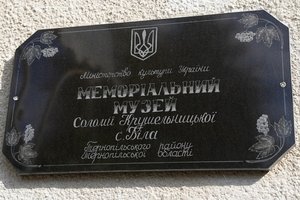 Міністерство культури України
МЕМОРІАЛЬНИЙ
МУЗЕЙ
Соломії Крушельницької
с. Біла
Тернопільського району
Тернопільської області